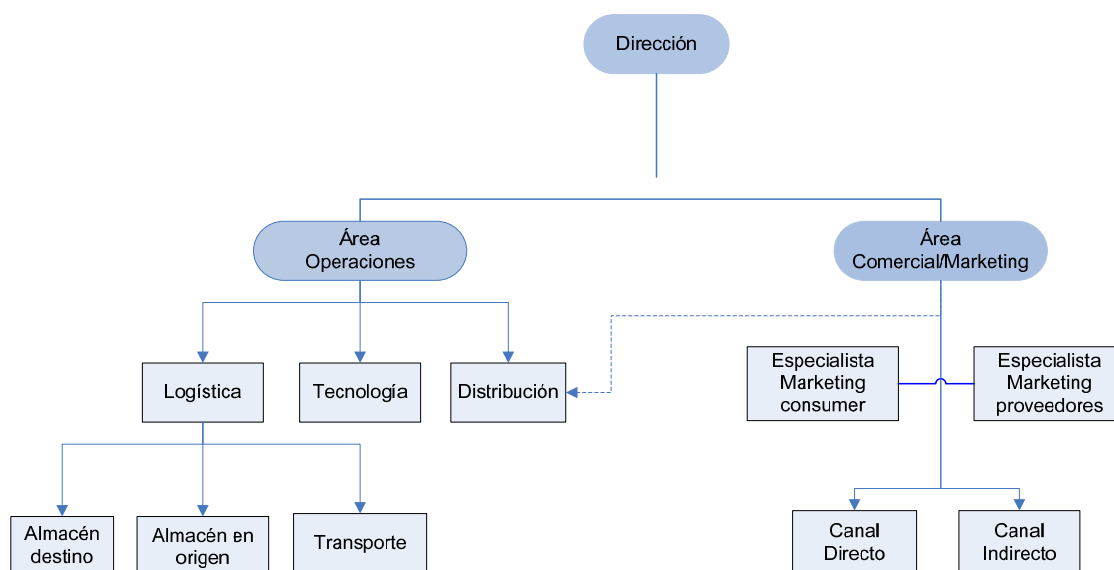 Dirección
Área
Operaciones
Área
Comercial/Marketing
Logística
Tecnología
Distribución
Especialista
Marketing
consumer
Especialista
Marketing
proveedores
Almacén
destino
Almacén en
origen
Transporte
Canal
Directo
Canal
Indirecto